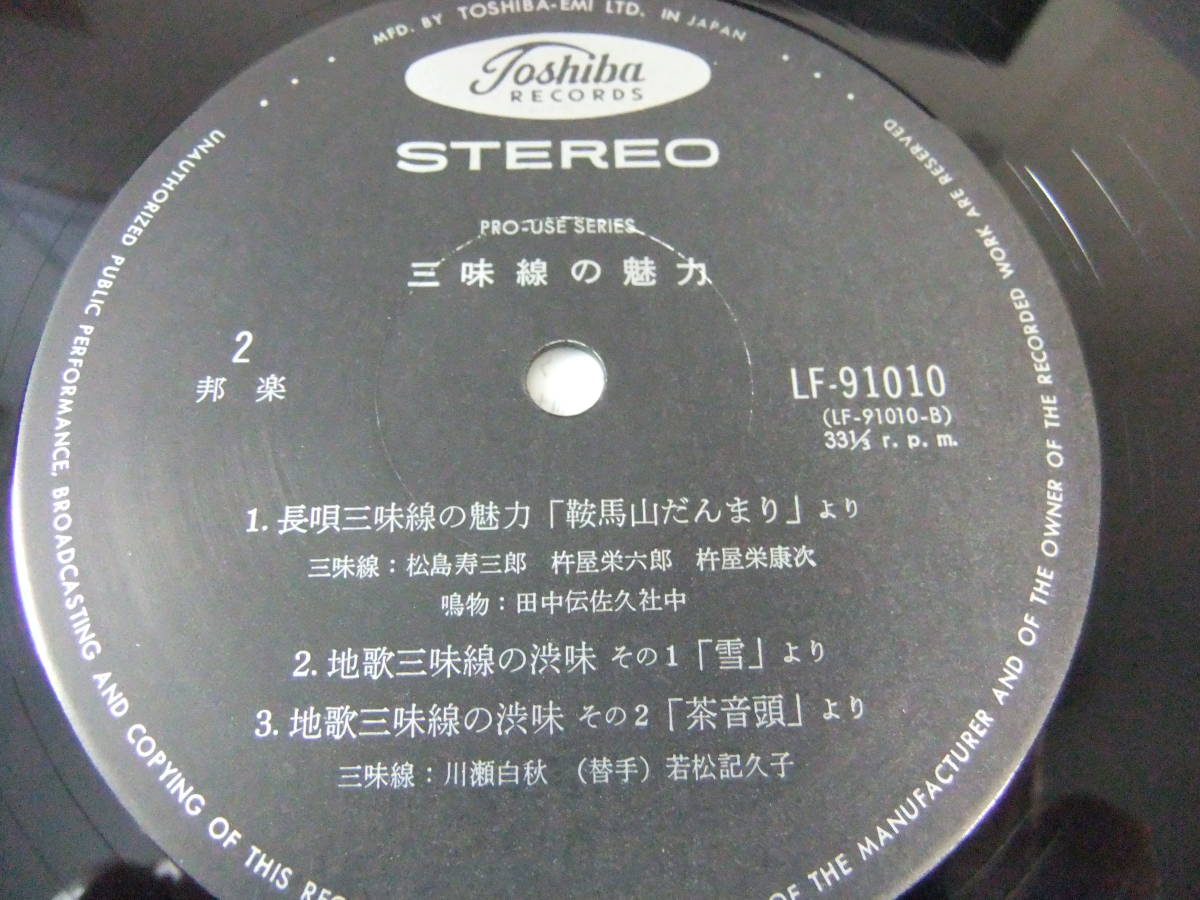 MFD. BY TOSHIBA-EMI LTD. IN JAPAN
Toshiba
RECORDS
STEREO
PRO-USE SERIES
三味線の魅力
2
邦楽
LF-91010
(LF-91010-B)
33⅓ r. p. m.
1. 長唄三味線の魅力「鞍馬山だんまり」より
三味線：松島寿三郎 杵屋栄六郎 杵屋栄康次
鳴物：田中伝佐久社中
2. 地歌三味線の渋味 その1「雪」より
3. 地歌三味線の渋味 その2「茶音頭」より
三味線：川瀬白秋 （替手）若松記久子
UNAUTHORIZED PUBLIC PERFORMANCE, BROADCASTING AND COPYING OF THIS REC
OF THE MANUFACTURER AND OF THE OWNER OF THE RECORDED WORK ARE RESERVED